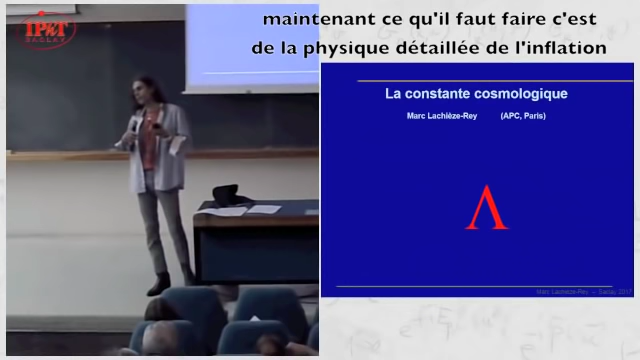 maintenant ce qu'il faut faire c'est
de la physique détaillée de l'inflation
IPhT
SACLAY
La constante cosmologique
Marc Lachièze-Rey (APC, Paris)
Λ
Marc Lachièze-Rey – Saclay 2017